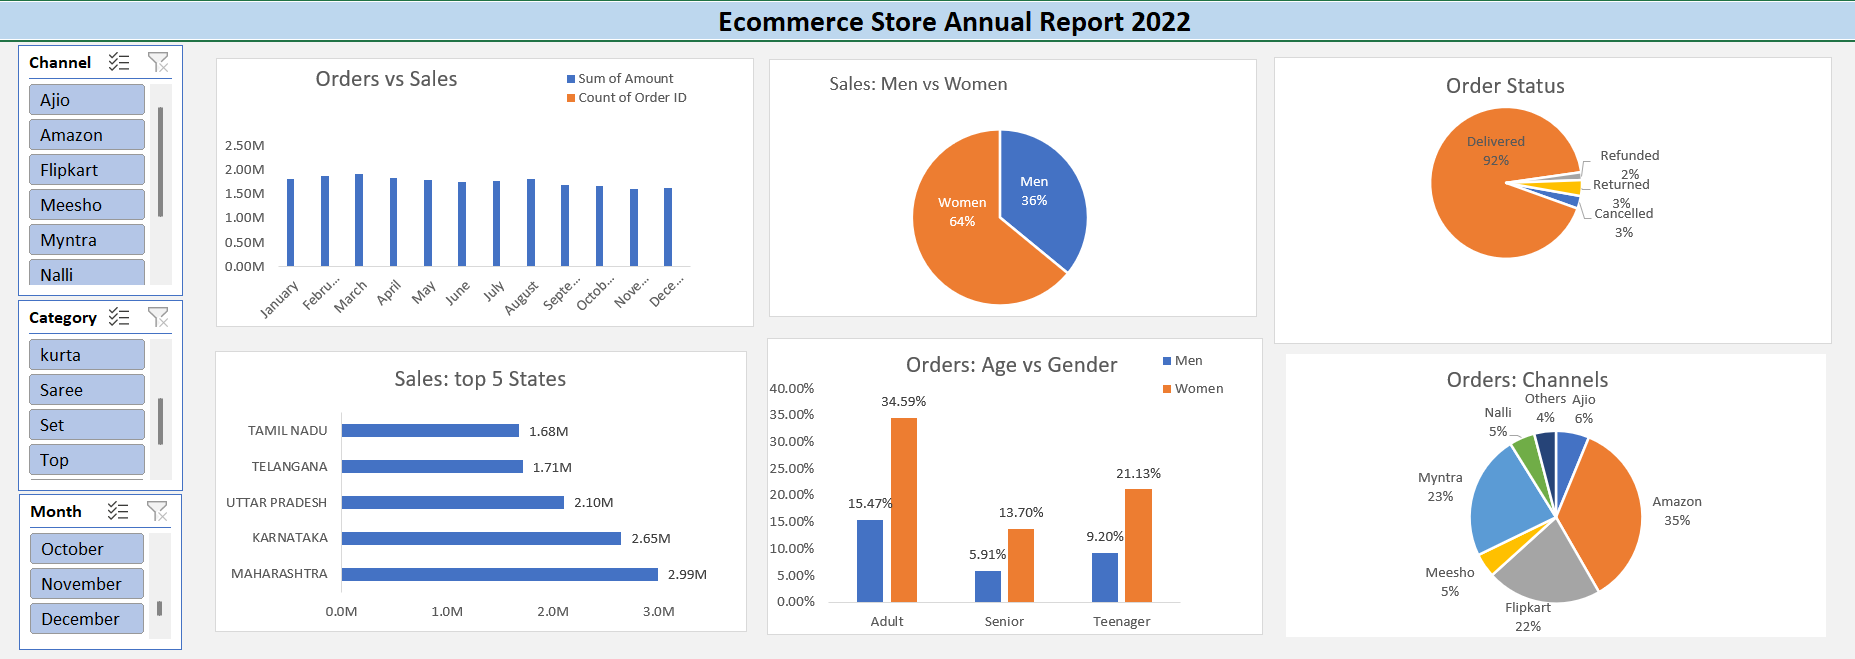 Ecommerce Store Annual Report 2022
Channel
Ajio
Amazon
Flipkart
Meesho
Myntra
Nalli
Category
kurta
Saree
Set
Top
Month
October
November
December
Orders vs Sales
Sum of Amount
Count of Order ID
2.50M
2.00M
1.50M
1.00M
0.50M
0.00M
January
Febru...
March
April
May
June
July
August
Septe...
Octob...
Nove...
Dece...
Sales: Men vs Women
Men
36%
Women
64%
Order Status
Delivered
92%
Refunded
2%
Returned
3%
Cancelled
3%
Sales: top 5 States
TAMIL NADU 1.68M
TELANGANA 1.71M
UTTAR PRADESH 2.10M
KARNATAKA 2.65M
MAHARASHTRA 2.99M
0.0M 1.0M 2.0M 3.0M
Orders: Age vs Gender
Men
Women
40.00%
35.00%
30.00%
25.00%
20.00%
15.00%
10.00%
5.00%
0.00%
15.47%
34.59%
5.91%
13.70%
9.20%
21.13%
Adult Senior Teenager
Orders: Channels
Others
4%
Ajio
6%
Nalli
5%
Myntra
23%
Amazon
35%
Meesho
5%
Flipkart
22%